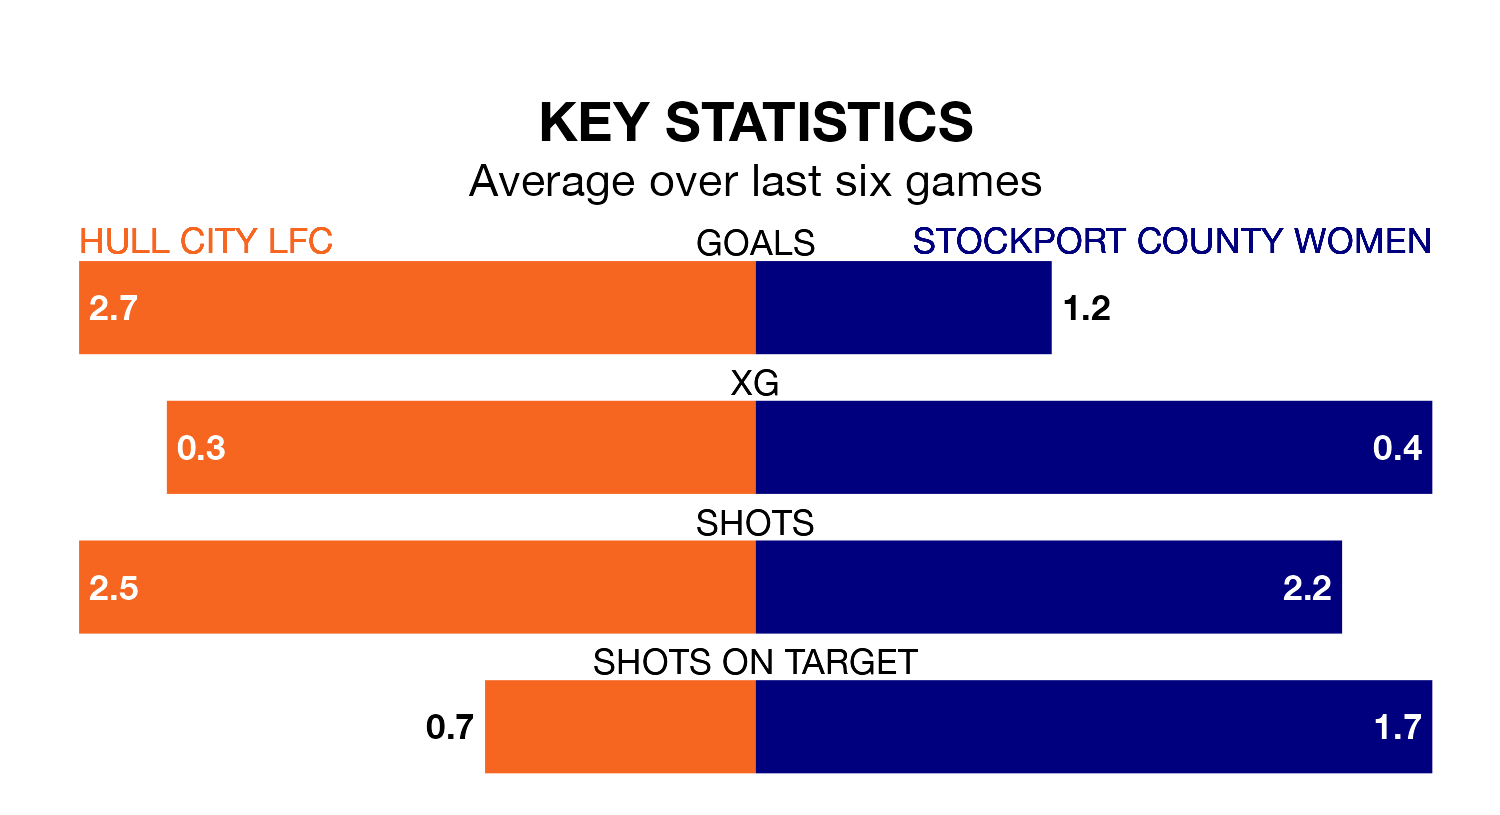 KEY STATISTICS
Average over last six games
HULL CITY LFC GOALS STOCKPORT COUNTY WOMEN
2.7 1.2
XG
0.3 0.4
SHOTS
2.5 2.2
SHOTS ON TARGET
0.7 1.7